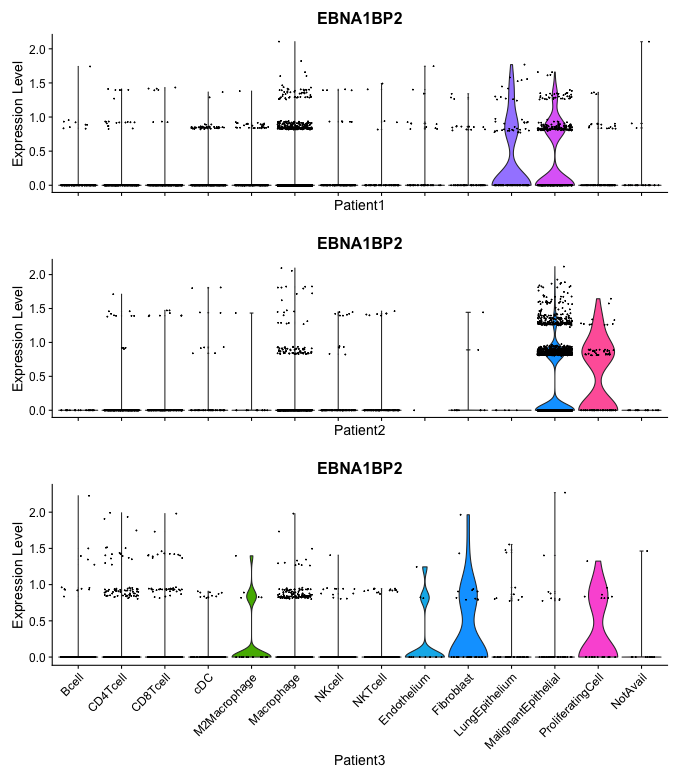 EBNA1BP2
Expression Level
2.0
1.5
1.0
0.5
0.0
Patient1
EBNA1BP2
Expression Level
2.0
1.5
1.0
0.5
0.0
Patient2
EBNA1BP2
Expression Level
2.0
1.5
1.0
0.5
0.0
Bcell
CD4Tcell
CD8Tcell
cDC
M2Macrophage
Macrophage
NKcell
NKTcell
Endothelium
Fibroblast
LungEpithelium
MalignantEpithelial
ProliferatingCell
NotAvail
Patient3